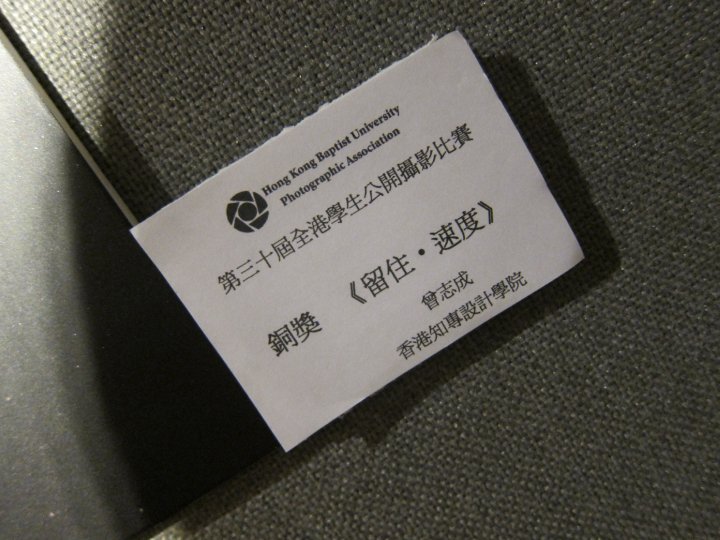 Hong Kong Baptist University
Photographic Association
第三十屆全港學生公開攝影比賽
銅獎 《留住·速度》
曾志成
香港知專設計學院